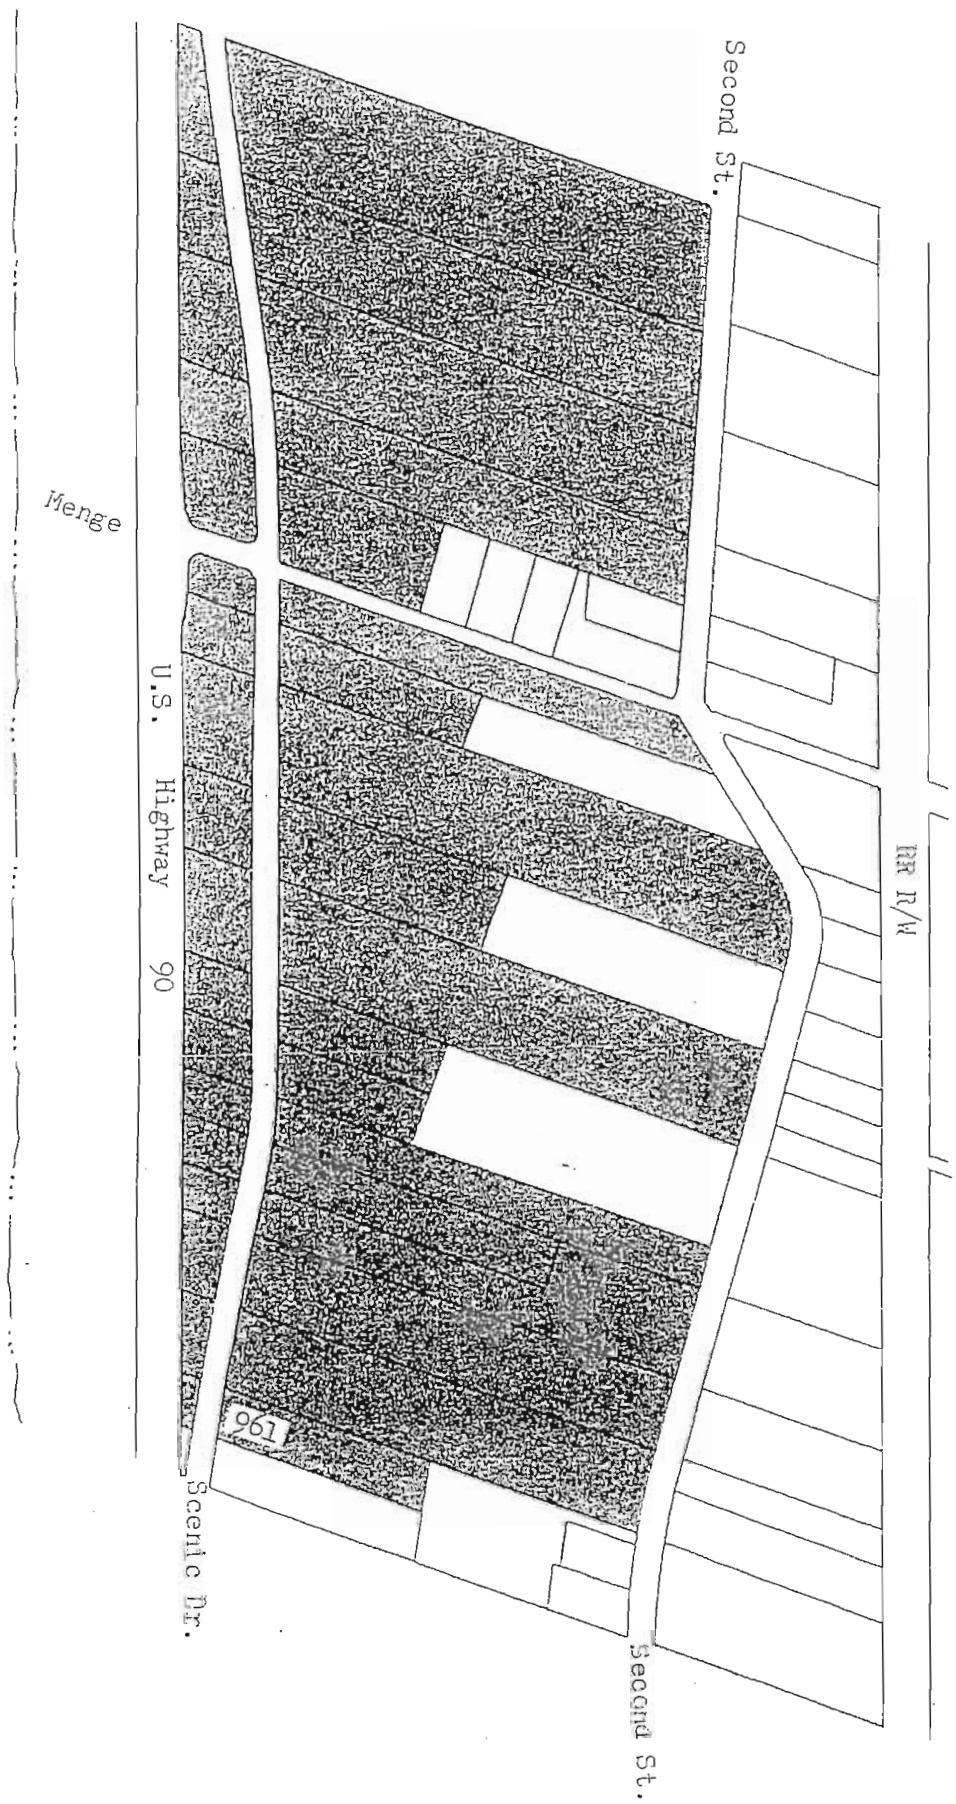 Second St.
RR R/W
Menge
U.S. Highway 90
961
Scenic Dr.
Second St.